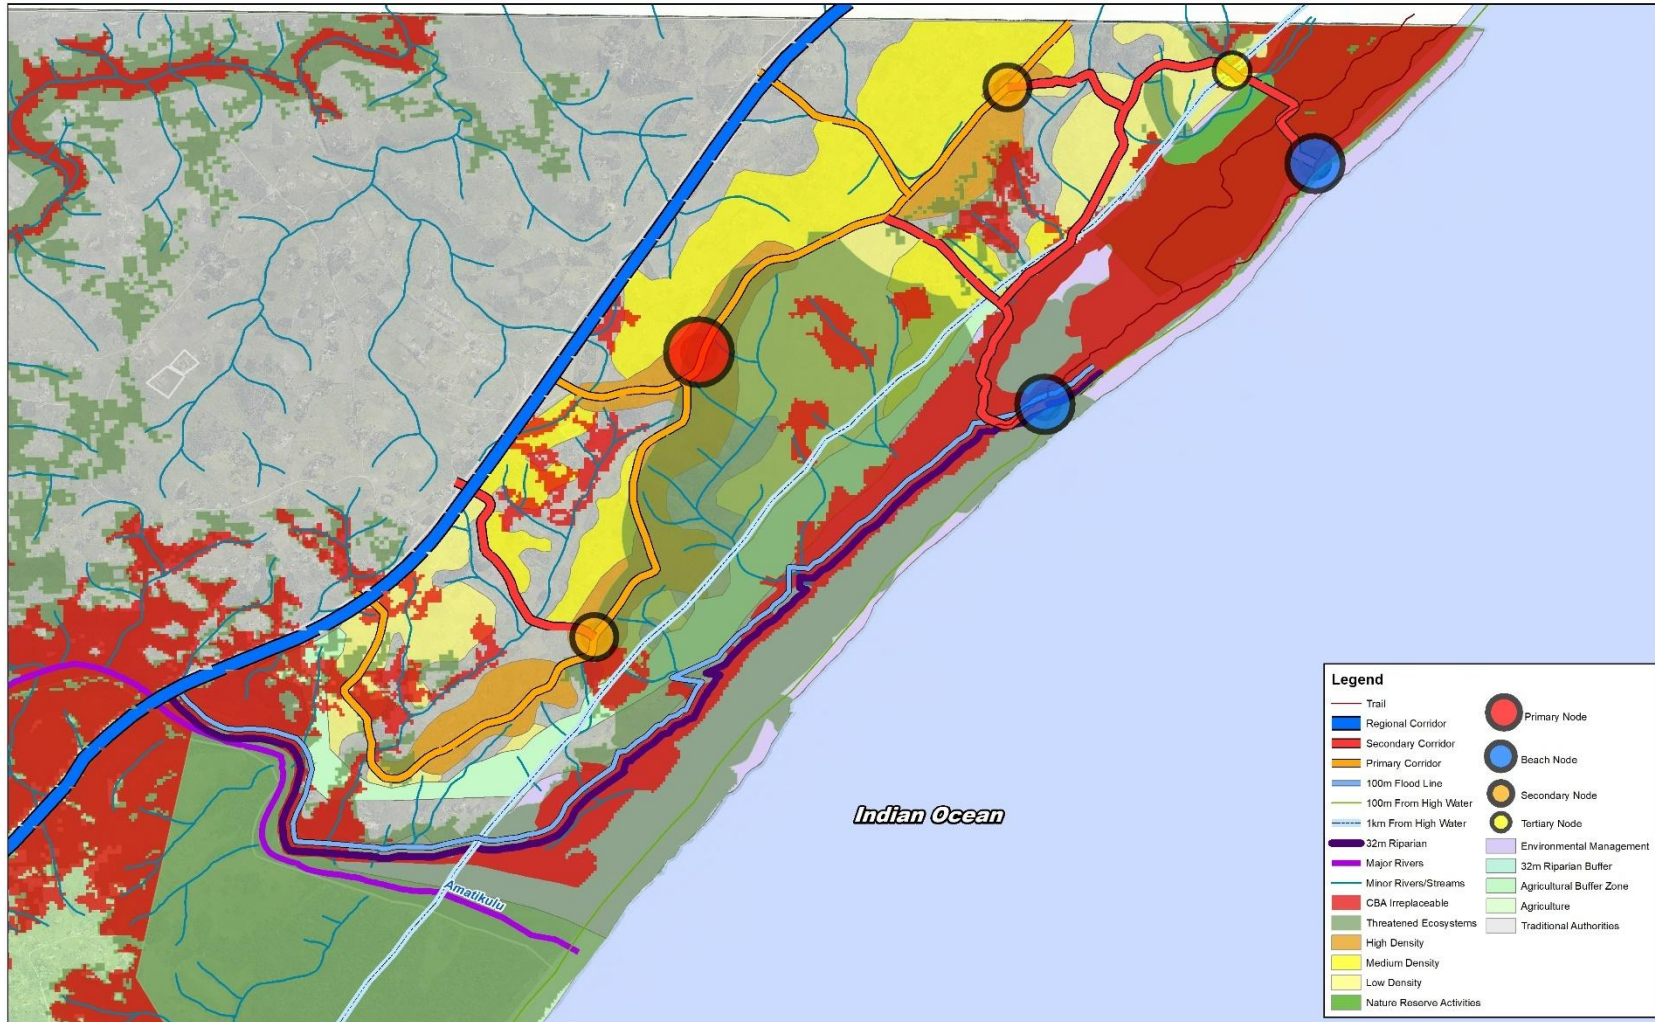 Amatikulu
Indian Ocean
Legend
Trail
Regional Corridor
Secondary Corridor
Primary Corridor
100m Flood Line
100m From High Water
1km From High Water
32m Riparian
Major Rivers
Minor Rivers/Streams
CBA Irreplaceable
Threatened Ecosystems
High Density
Medium Density
Low Density
Nature Reserve Activities
Primary Node
Beach Node
Secondary Node
Tertiary Node
Environmental Management
32m Riparian Buffer
Agricultural Buffer Zone
Agriculture
Traditional Authorities